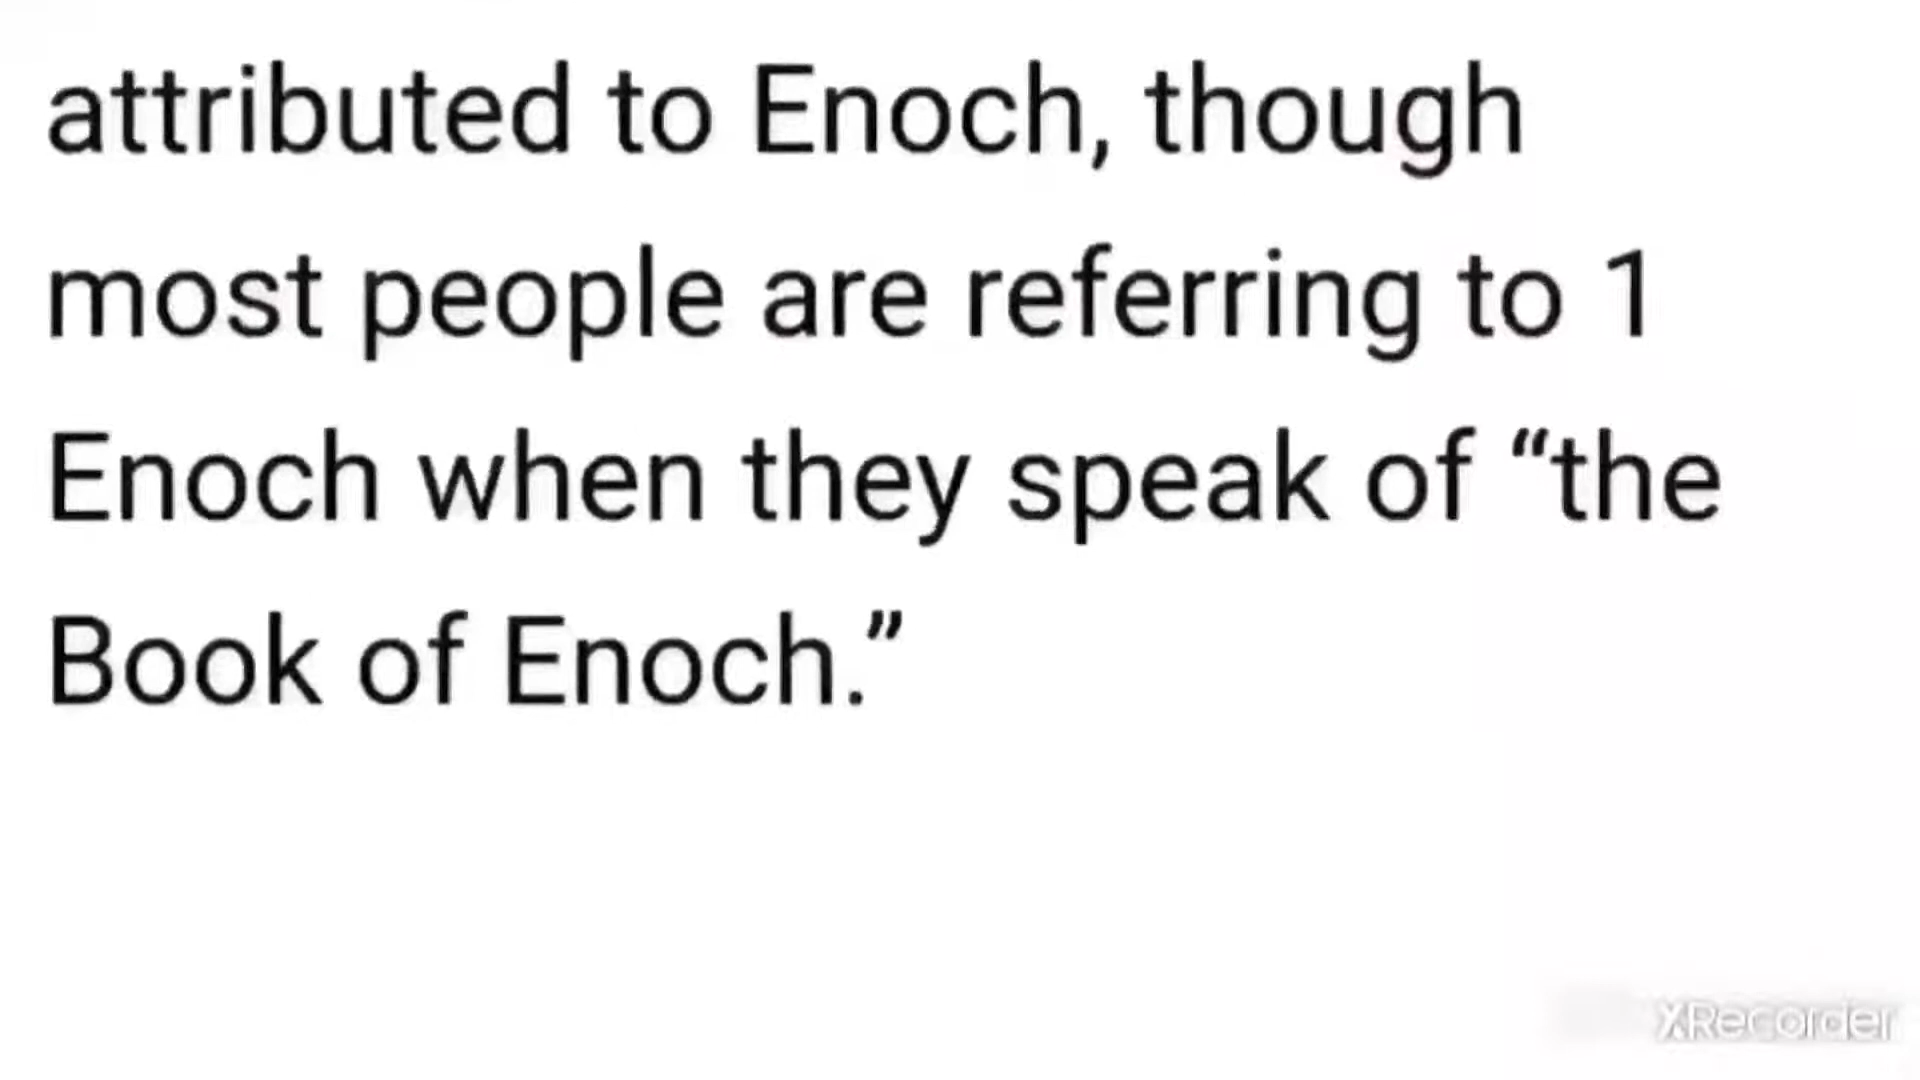 attributed to Enoch, though
most people are referring to 1
Enoch when they speak of “the
Book of Enoch.”
XRecorder